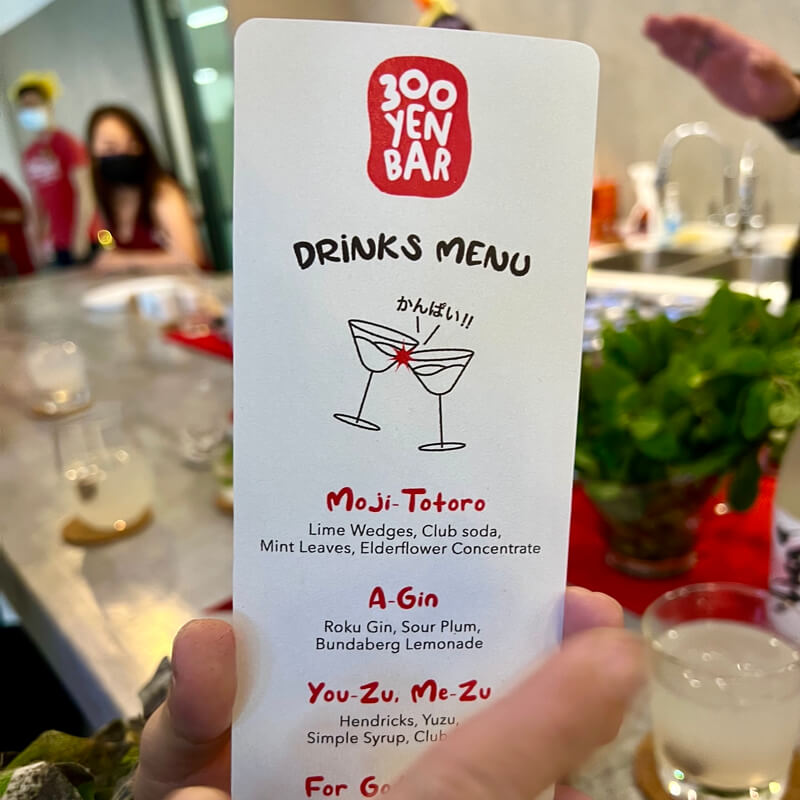 300
YEN
BAR
DRiNKS MENU
かんぱい!!
Moji-Totoro
Lime Wedges, Club soda,
Mint Leaves, Elderflower Concentrate
A-Gin
Roku Gin, Sour Plum,
Bundaberg Lemonade
You-Zu, Me-Zu
Hendricks, Yuzu,
Simple Syrup, Club
For